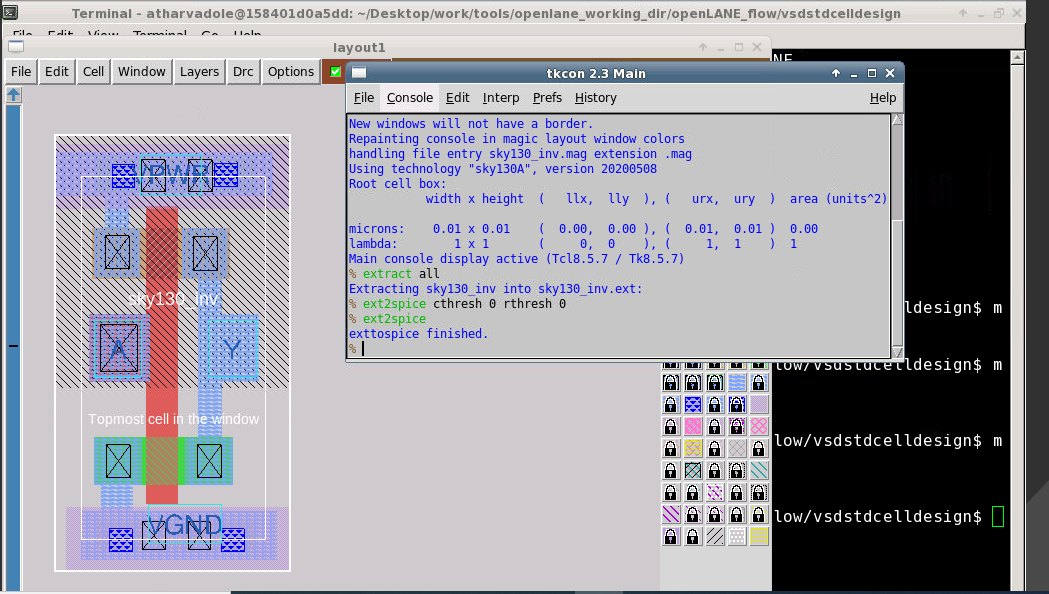 Terminal - atharvadole@158401d0a5dd: ~/Desktop/work/tools/openlane_working_dir/openLANE_flow/vsdstdcelldesign
File Edit View Terminal Go Help
layout1
File Edit Cell Window Layers Drc Options
tkcon 2.3 Main
File Console Edit Interp Prefs History Help
New windows will not have a border.
Repainting console in magic layout window colors
handling file entry sky130_inv.mag extension .mag
Using technology "sky130A", version 20200508
Root cell box:
width x height ( llx, lly ), ( urx, ury ) area (units^2)
microns: 0.01 x 0.01 ( 0.00, 0.00 ), ( 0.01, 0.01 ) 0.00
lambda: 1 x 1 ( 0, 0 ), ( 1, 1 ) 1
Main console display active (Tcl8.5.7 / Tk8.5.7)
% extract all
Extracting sky130_inv into sky130_inv.ext:
% ext2spice cthresh 0 rthresh 0
% ext2spice
exttospice finished.
%
VPWR
sky130_inv
A Y
Topmost cell in the window
VGND
NE
lldesign$ m
low/vsdstdcelldesign$ m
low/vsdstdcelldesign$ m
low/vsdstdcelldesign$